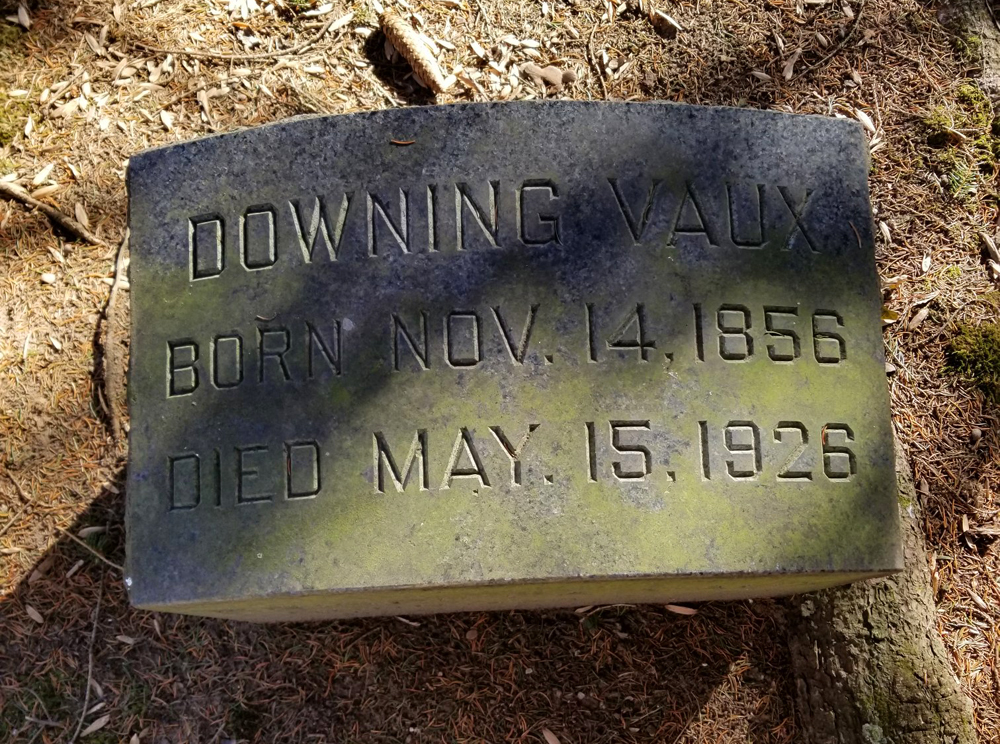 DOWNING VAUX
BORN NOV. 14, 1856
DIED MAY. 15, 1926